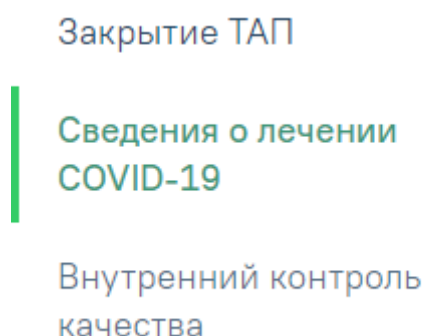 Закрытие ТАП
Сведения о лечении
COVID-19
Внутренний контроль
качества